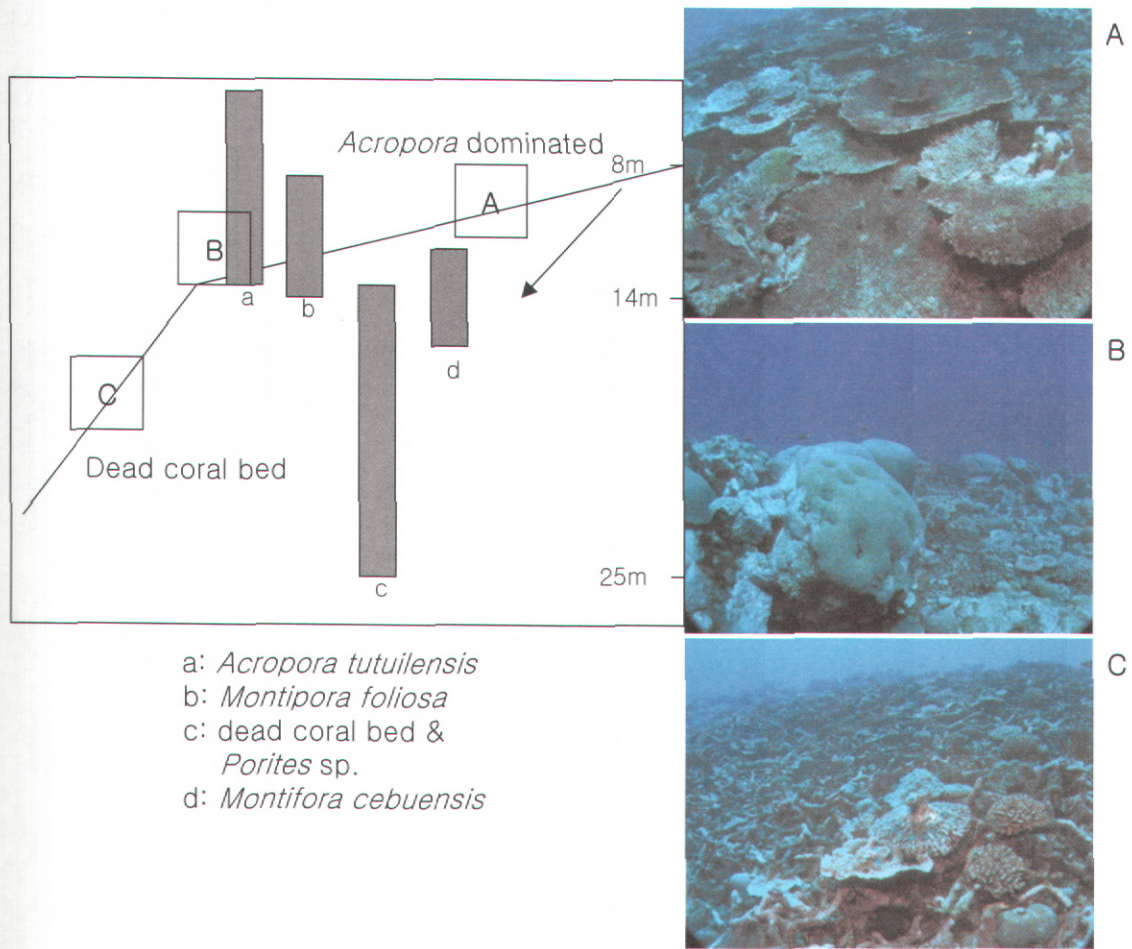 A
Acropora dominated
8m
A
B
a
b
14m
d
B
C
Dead coral bed
25m
c
a: Acropora tutuilensis
b: Montipora foliosa
c: dead coral bed &
Porites sp.
d: Montifora cebuensis
C